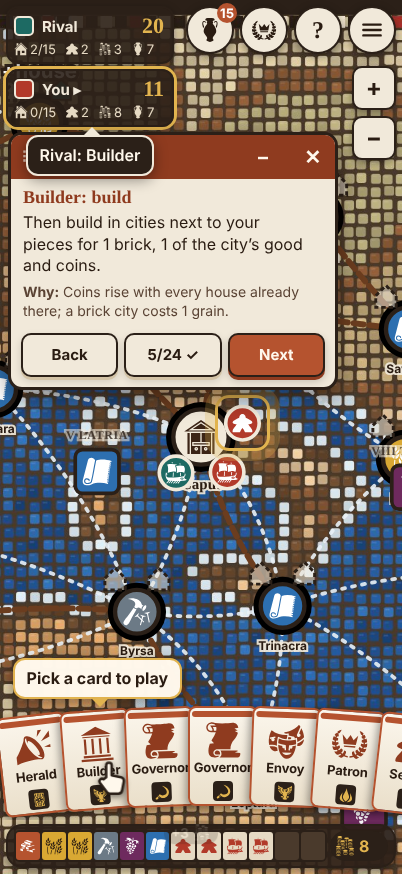 Rival 20
15
2/15 2 3 7
You ▸ 11
0/15 2 8 7
?
+
−
Rival: Builder
– ✕
Builder: build
Then build in cities next to your
pieces for 1 brick, 1 of the city's good
and coins.
Why: Coins rise with every house already
there; a brick city costs 1 grain.
Back
5/24 ✓
Next
V LATRIA
Byrsa
Trinacra
Pick a card to play
Herald
Builder
Governor
Governor
Envoy
Patron
8